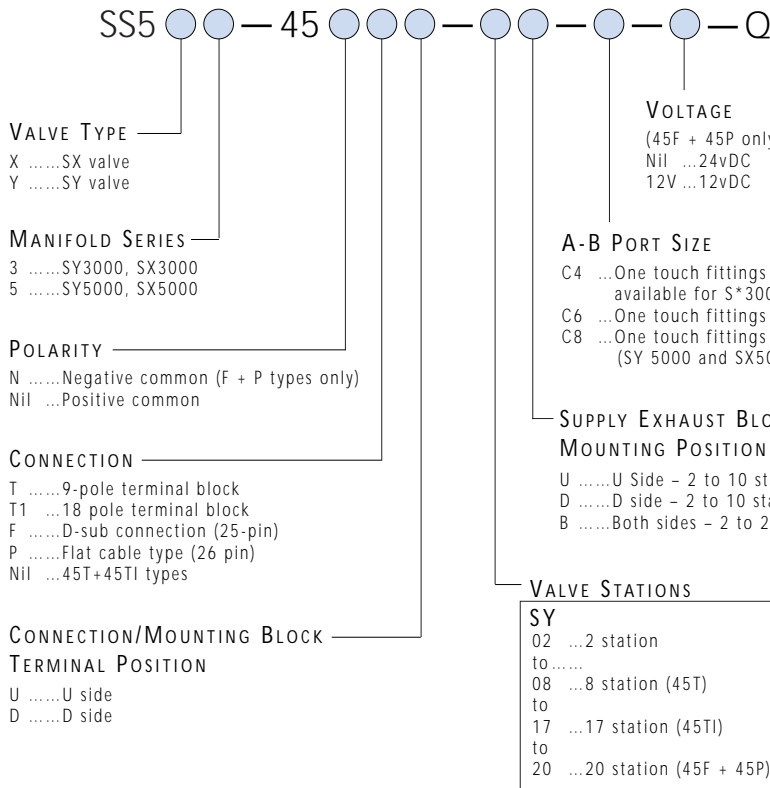 SS5 — 45 — — — — Q
VALVE TYPE
X ......SX valve
Y ......SY valve
MANIFOLD SERIES
3 ......SY3000, SX3000
5 ......SY5000, SX5000
POLARITY
N ......Negative common (F + P types only)
Nil ...Positive common
CONNECTION
T ......9-pole terminal block
T1 ...18 pole terminal block
F ......D-sub connection (25-pin)
P ......Flat cable type (26 pin)
Nil ...45T+45TI types
CONNECTION/MOUNTING BLOCK
TERMINAL POSITION
U ......U side
D ......D side
VOLTAGE
(45F + 45P only
Nil ...24vDC
12V ...12vDC
A-B PORT SIZE
C4 ...One touch fittings
available for S*300
C6 ...One touch fittings
C8 ...One touch fittings
(SY 5000 and SX50
SUPPLY EXHAUST BLO
MOUNTING POSITION
U ......U Side – 2 to 10 st
D ......D side – 2 to 10 sta
B ......Both sides – 2 to 2
VALVE STATIONS
SY
02 ...2 station
to ......
08 ...8 station (45T)
to
17 ...17 station (45TI)
to
20 ...20 station (45F + 45P)